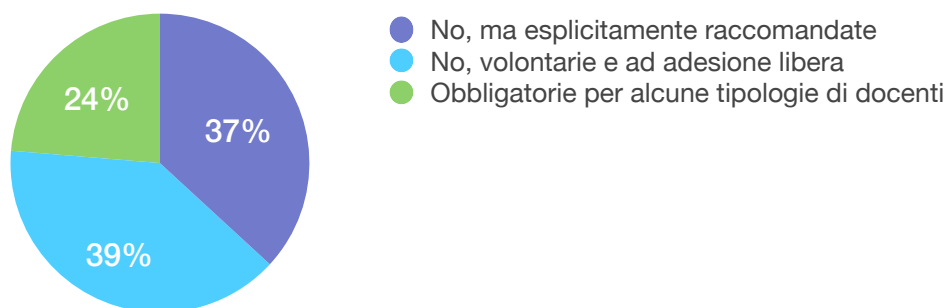 No, ma esplicitamente raccomandate
No, volontarie e ad adesione libera
Obbligatorie per alcune tipologie di docenti
24%
37%
39%